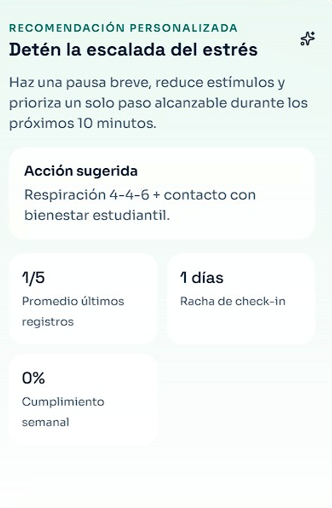 RECOMENDACIÓN PERSONALIZADA
Detén la escalada del estrés
Haz una pausa breve, reduce estímulos y
prioriza un solo paso alcanzable durante los
próximos 10 minutos.
Acción sugerida
Respiración 4-4-6 + contacto con
bienestar estudiantil.
1/5
Promedio últimos
registros
1 días
Racha de check-in
0%
Cumplimiento
semanal